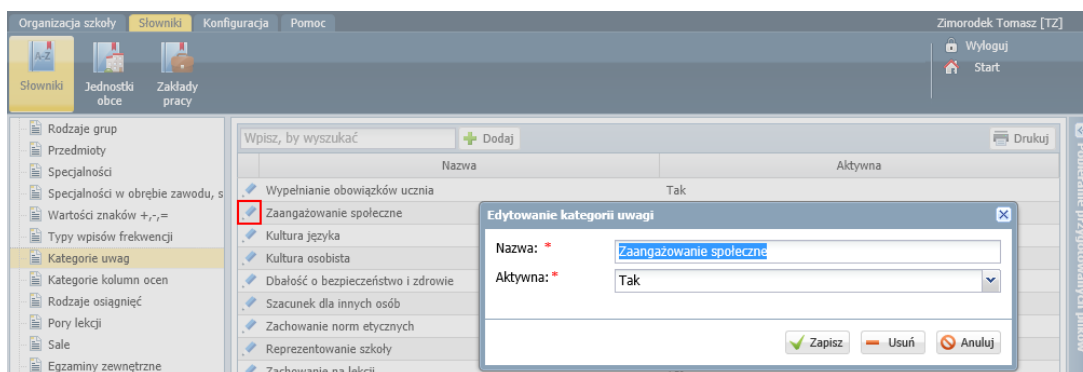 Organizacja szkoły Słowniki Konfiguracja Pomoc Zimorodek Tomasz [TZ]
A-Z
Słowniki
Jednostki obce
Zakłady pracy
Wyloguj
Start
Rodzaje grup
Przedmioty
Specjalności
Specjalności w obrębie zawodu, s
Wartości znaków +,-,=
Typy wpisów frekwencji
Kategorie uwag
Kategorie kolumn ocen
Rodzaje osiągnięć
Pory lekcji
Sale
Egzaminy zewnętrzne
Wpisz, by wyszukać Dodaj Drukuj
Nazwa Aktywna
Wypełnianie obowiązków ucznia Tak
Zaangażowanie społeczne
Kultura języka
Kultura osobista
Dbałość o bezpieczeństwo i zdrowie
Szacunek dla innych osób
Zachowanie norm etycznych
Reprezentowanie szkoły
Zachowanie na lekcji
Edytowanie kategorii uwagi
Nazwa: * Zaangażowanie społeczne
Aktywna: * Tak
Zapisz Usuń Anuluj